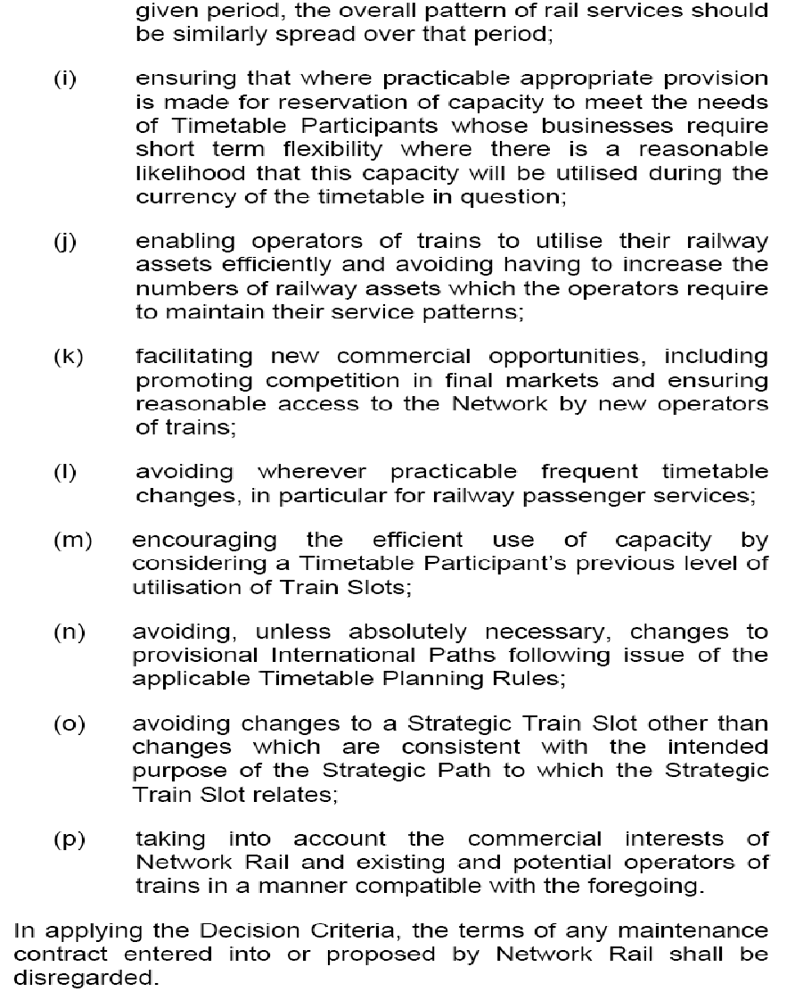 given period, the overall pattern of rail services should
be similarly spread over that period;
(i) ensuring that where practicable appropriate provision
is made for reservation of capacity to meet the needs
of Timetable Participants whose businesses require
short term flexibility where there is a reasonable
likelihood that this capacity will be utilised during the
currency of the timetable in question;
(j) enabling operators of trains to utilise their railway
assets efficiently and avoiding having to increase the
numbers of railway assets which the operators require
to maintain their service patterns;
(k) facilitating new commercial opportunities, including
promoting competition in final markets and ensuring
reasonable access to the Network by new operators
of trains;
(l) avoiding wherever practicable frequent timetable
changes, in particular for railway passenger services;
(m) encouraging the efficient use of capacity by
considering a Timetable Participant's previous level of
utilisation of Train Slots;
(n) avoiding, unless absolutely necessary, changes to
provisional International Paths following issue of the
applicable Timetable Planning Rules;
(o) avoiding changes to a Strategic Train Slot other than
changes which are consistent with the intended
purpose of the Strategic Path to which the Strategic
Train Slot relates;
(p) taking into account the commercial interests of
Network Rail and existing and potential operators of
trains in a manner compatible with the foregoing.
In applying the Decision Criteria, the terms of any maintenance
contract entered into or proposed by Network Rail shall be
disregarded.